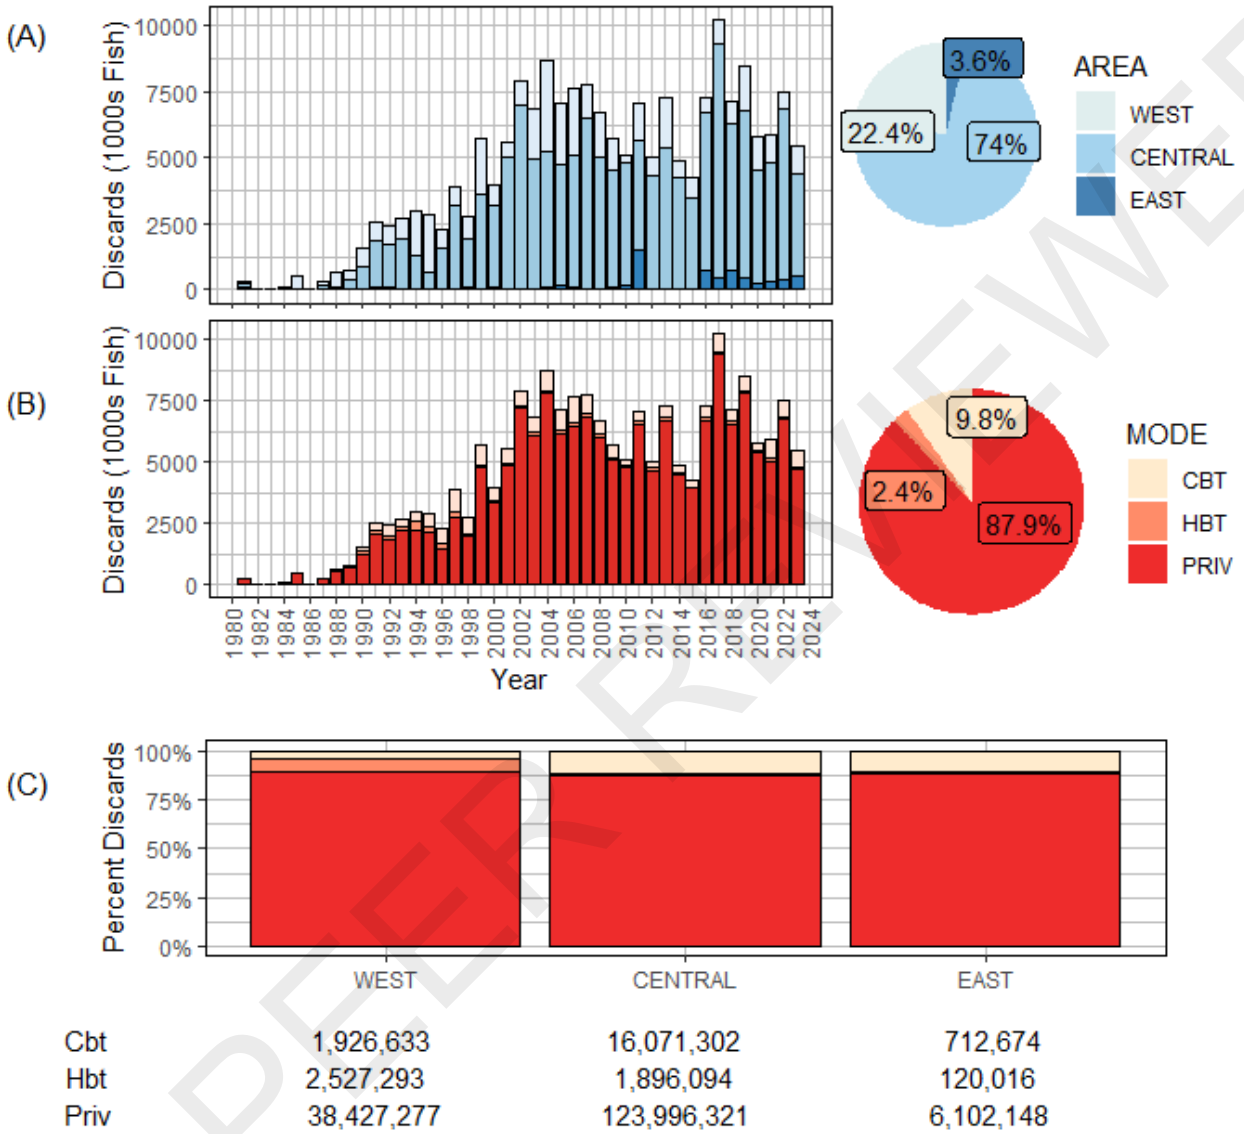 (A)
Discards (1000s Fish)
10000
7500
5000
2500
0
3.6%
22.4%
74%
AREA
WEST
CENTRAL
EAST
(B)
Discards (1000s Fish)
10000
7500
5000
2500
0
1980 1982 1984 1986 1988 1990 1992 1994 1996 1998 2000 2002 2004 2006 2008 2010 2012 2014 2016 2018 2020 2022 2024
Year
9.8%
2.4%
87.9%
MODE
CBT
HBT
PRIV
(C)
Percent Discards
100%
75%
50%
25%
0%
WEST CENTRAL EAST
Cbt 1,926,633 16,071,302 712,674
Hbt 2,527,293 1,896,094 120,016
Priv 38,427,277 123,996,321 6,102,148
PEER REVIEWE